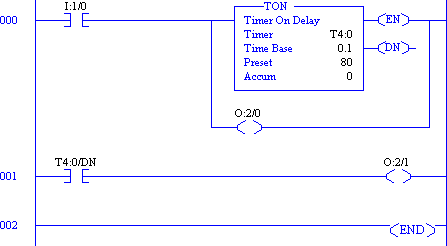 I:1/0
TON
000
Timer On Delay
EN
Timer T4:0
Time Base 0.1
DN
Preset 80
Accum 0
O:2/0
T4:0/DN
O:2/1
001
002
END